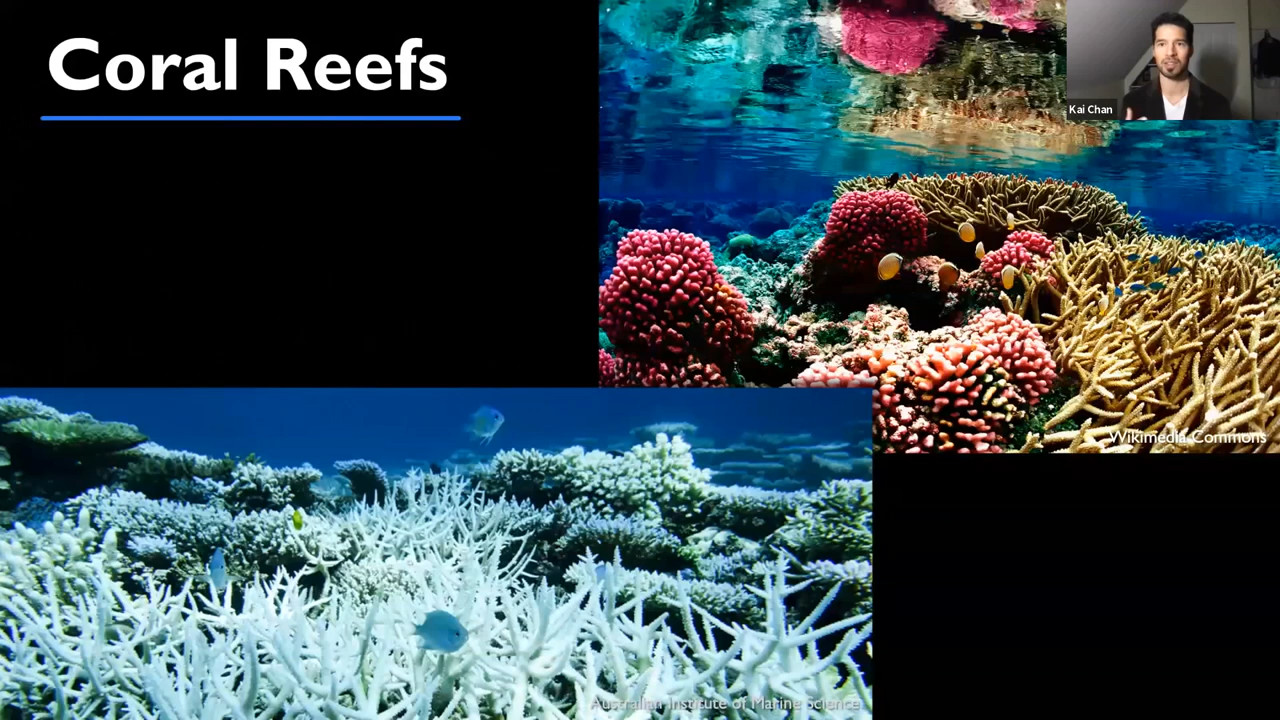 Coral Reefs
Kai Chan
Wikimedia Commons
Australian Institute of Marine Science